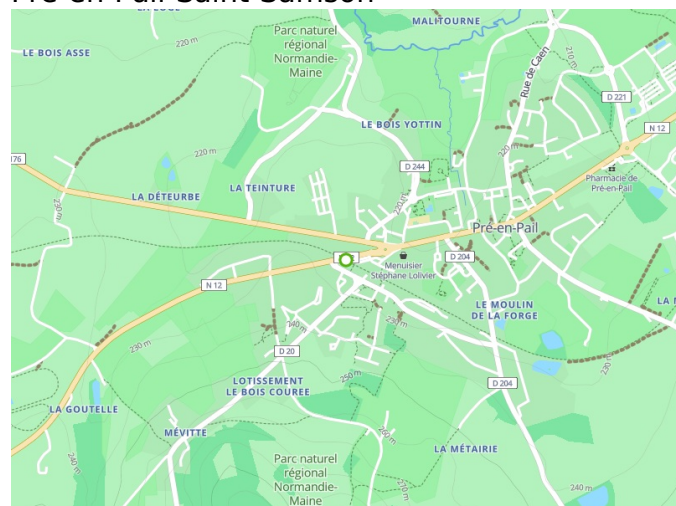 Pré-en-Pail-Saint-Samson
MALITOURNE
220 m
Parc naturel
régional
Normandie-
Maine
LE BOIS ASSE
Rue de Caen
210 m
D 221
LE BOIS YOTTIN
N 12
220 m
220 m
D 244
Pharmacie de
Pré-en-Pail
LA TEINTURE
LA DÉTEURBE
230 m
220 m
Pré-en-Pail
D 204
Menuisier
Stéphane Lolivier
N 12
LE MOULIN
DE LA FORGE
240 m
230 m
230 m
D 20
230 m
250 m
LOTISSEMENT
LE BOIS COUREE
D 204
LA GOUTELLE
MÉVITTE
260 m
LA MÉTAIRIE
240 m
Parc naturel
régional
Normandie-
Maine
270 m
240 m